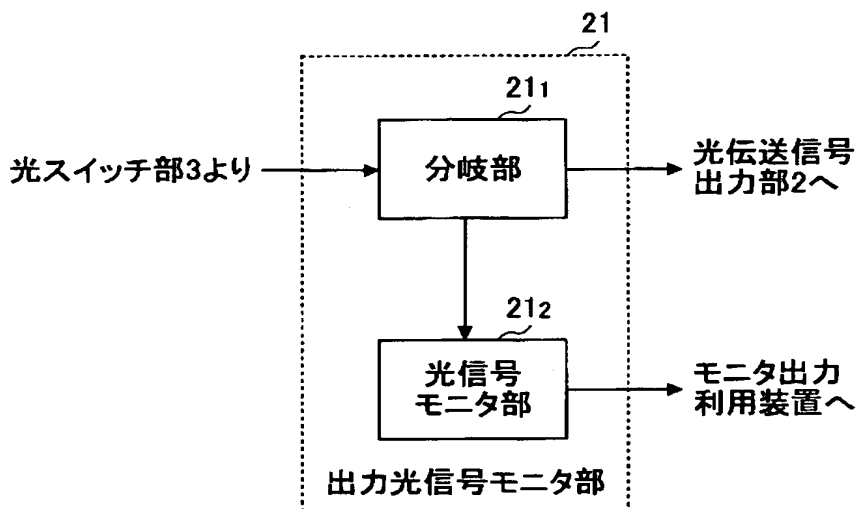 21
21₁
光スイッチ部3より
分岐部
光伝送信号
出力部2へ
21₂
光信号
モニタ部
モニタ出力
利用装置へ
出力光信号モニタ部